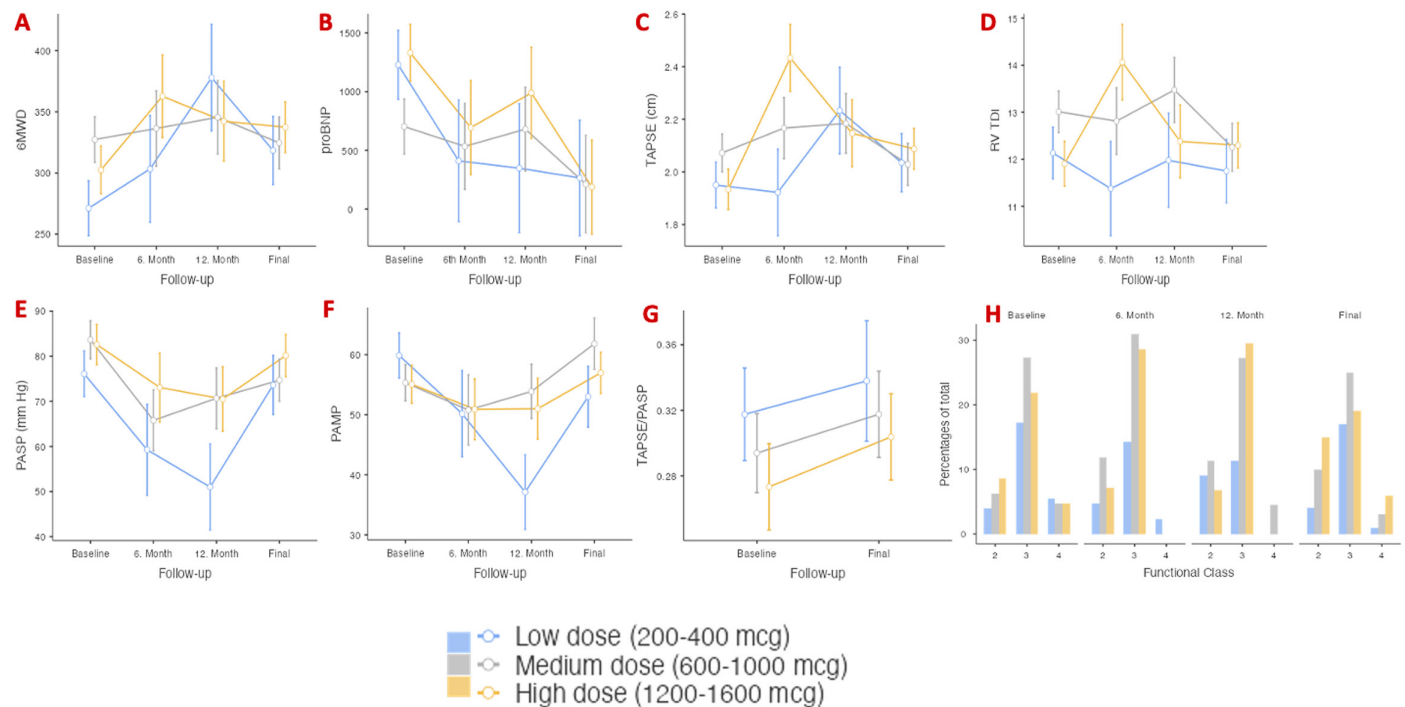 A
6MWD
400
350
300
250
Baseline
6. Month
12. Month
Final
Follow-up
B
proBNP
1500
1000
500
0
Baseline
6th Month
12. Month
Final
Follow-up
C
TAPSE (cm)
2.6
2.4
2.2
2.0
1.8
Baseline
6. Month
12. Month
Final
Follow-up
D
RV TDI
15
14
13
12
11
Baseline
6. Month
12. Month
Final
Follow-up
E
PASP (mm Hg)
90
80
70
60
50
40
Baseline
6. Month
12. Month
Final
Follow-up
F
PAMP
60
50
40
30
Baseline
6. Month
12. Month
Final
Follow-up
G
TAPSE/PASP
0.36
0.32
0.28
Baseline
Final
Follow-up
H
Baseline
6. Month
12. Month
Final
Percentages of total
30
20
10
0
2 3 4 2 3 4 2 3 4 2 3 4
Functional Class
Low dose (200-400 mcg)
Medium dose (600-1000 mcg)
High dose (1200-1600 mcg)